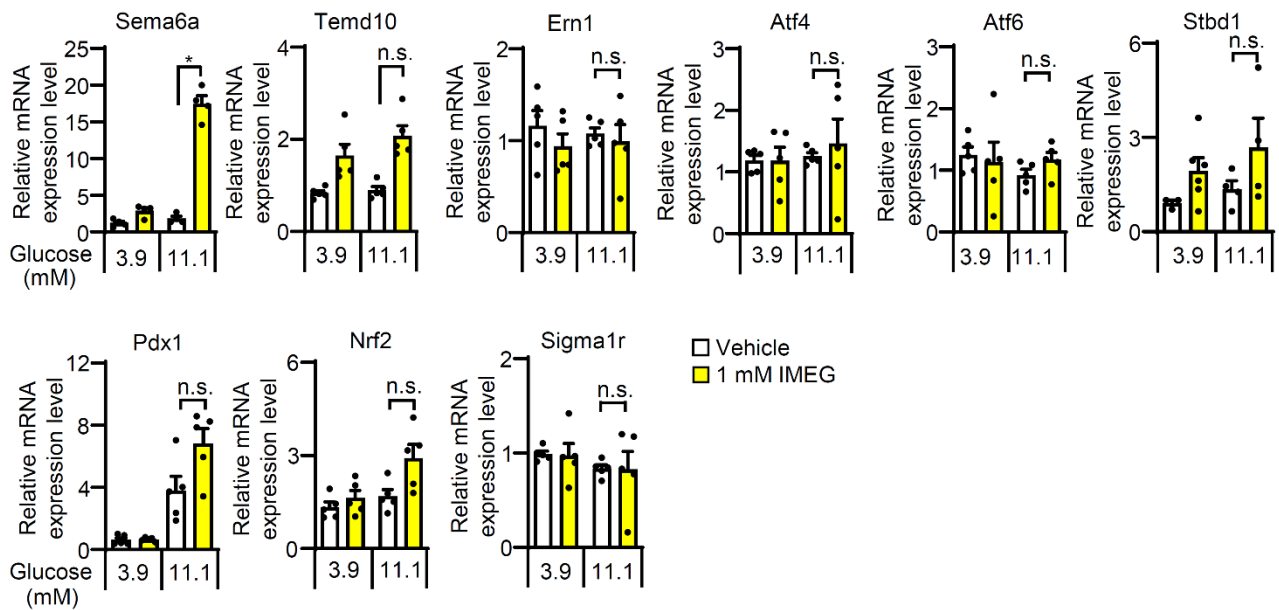 Sema6a
Relative mRNA
expression level
25
20
15
10
5
0
*
Glucose
(mM)
3.9
11.1
Temd10
Relative mRNA
expression level
4
2
0
n.s.
3.9
11.1
Ern1
Relative mRNA
expression level
2
1
0
n.s.
3.9
11.1
Atf4
Relative mRNA
expression level
3
2
1
0
n.s.
3.9
11.1
Atf6
Relative mRNA
expression level
3
2
1
0
n.s.
3.9
11.1
Stbd1
Relative mRNA
expression level
6
3
0
n.s.
3.9
11.1
Pdx1
Relative mRNA
expression level
12
8
4
0
n.s.
Glucose
(mM)
3.9
11.1
Nrf2
Relative mRNA
expression level
6
3
0
n.s.
3.9
11.1
Sigma1r
Relative mRNA
expression level
2
1
0
n.s.
3.9
11.1
Vehicle
1 mM IMEG